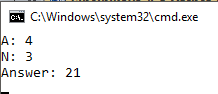 C:\Windows\system32\cmd.exe
A: 4
N: 3
Answer: 21